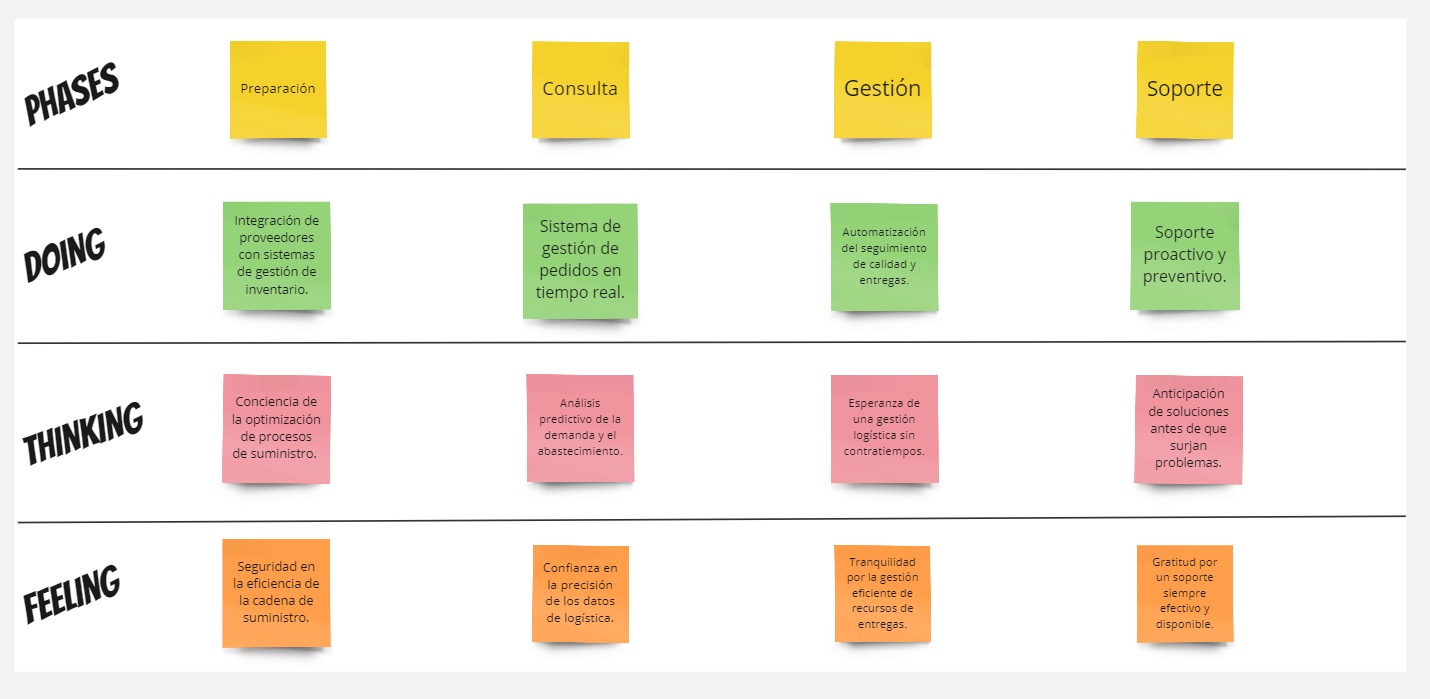 PHASES
Preparación
Consulta
Gestión
Soporte
DOING
Integración de
proveedores
con sistemas
de gestión de
inventario.
Sistema de
gestión de
pedidos en
tiempo real.
Automatización
del seguimiento
de calidad y
entregas.
Soporte
proactivo y
preventivo.
THINKING
Conciencia de
la optimización
de procesos
de suministro.
Análisis
predictivo de la
demanda y el
abastecimiento.
Esperanza de
una gestión
logística sin
contratiempos.
Anticipación
de soluciones
antes de que
surjan
problemas.
FEELING
Seguridad en
la eficiencia de
la cadena de
suministro.
Confianza en
la precisión
de los datos
de logística.
Tranquilidad
por la gestión
eficiente de
recursos de
entregas.
Gratitud por
un soporte
siempre
efectivo y
disponible.